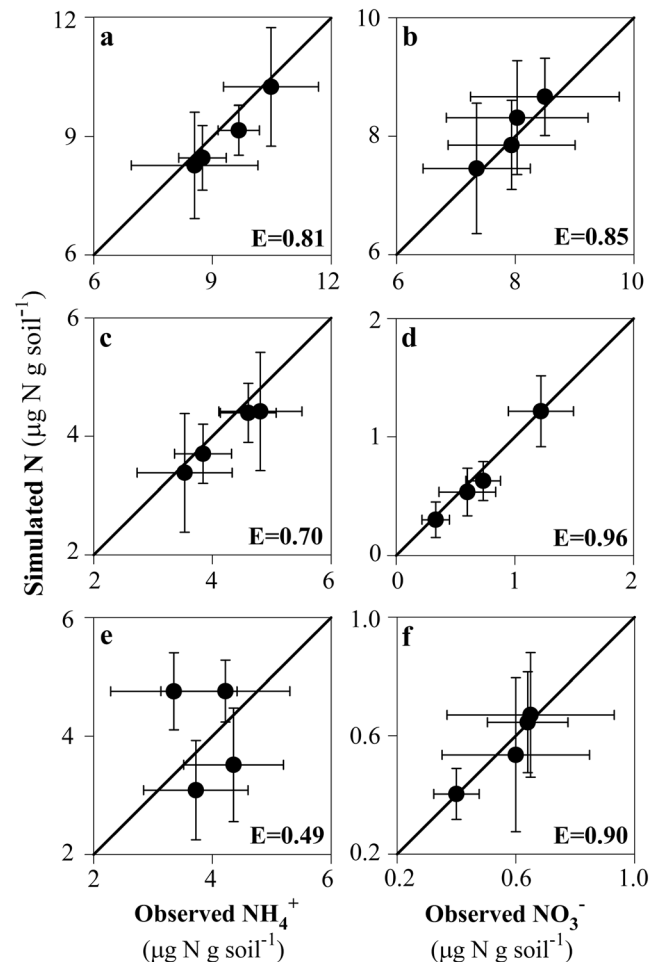 12
a
9
6
E=0.81
6
9
12
10
b
8
6
E=0.85
6
8
10
Simulated N (μg N g soil⁻¹)
6
c
4
2
E=0.70
2
4
6
2
d
1
0
E=0.96
0
1
2
6
e
4
2
E=0.49
2
4
6
1.0
f
0.6
0.2
E=0.90
0.2
0.6
1.0
Observed NH₄⁺
(μg N g soil⁻¹)
Observed NO₃⁻
(μg N g soil⁻¹)